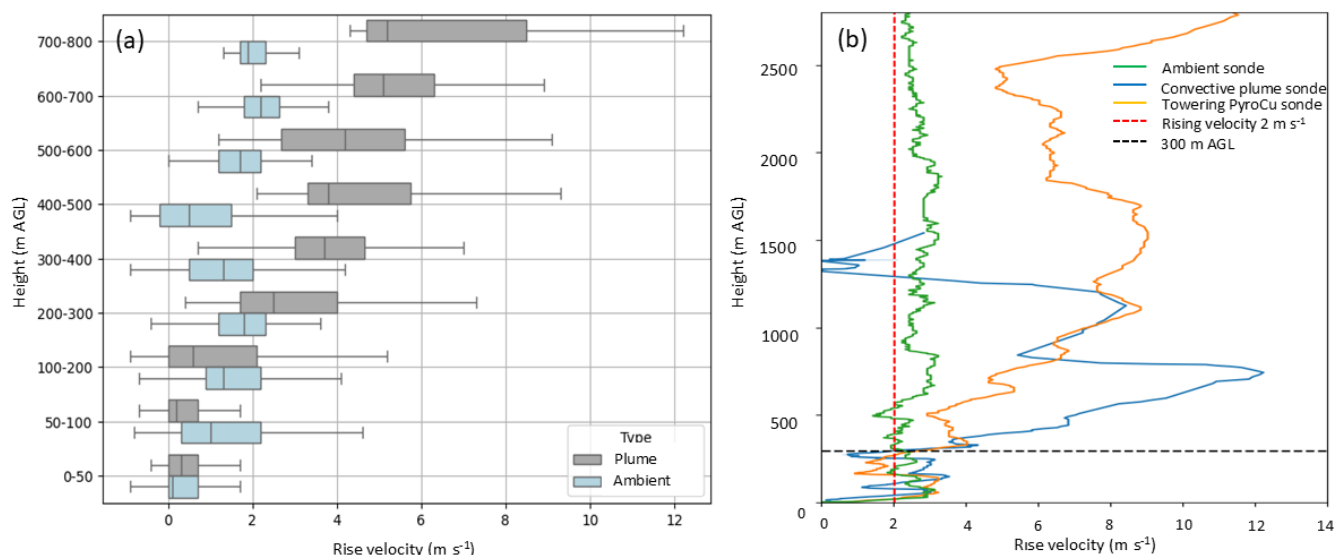 (a)
Height (m AGL)
700-800
600-700
500-600
400-500
300-400
200-300
100-200
50-100
0-50
0 2 4 6 8 10 12
Rise velocity (m s⁻¹)
Type
Plume
Ambient
(b)
Height (m AGL)
2500
2000
1500
1000
500
0
0 2 4 6 8 10 12 14
Rise velocity (m s⁻¹)
Ambient sonde
Convective plume sonde
Towering PyroCu sonde
Rising velocity 2 m s⁻¹
300 m AGL